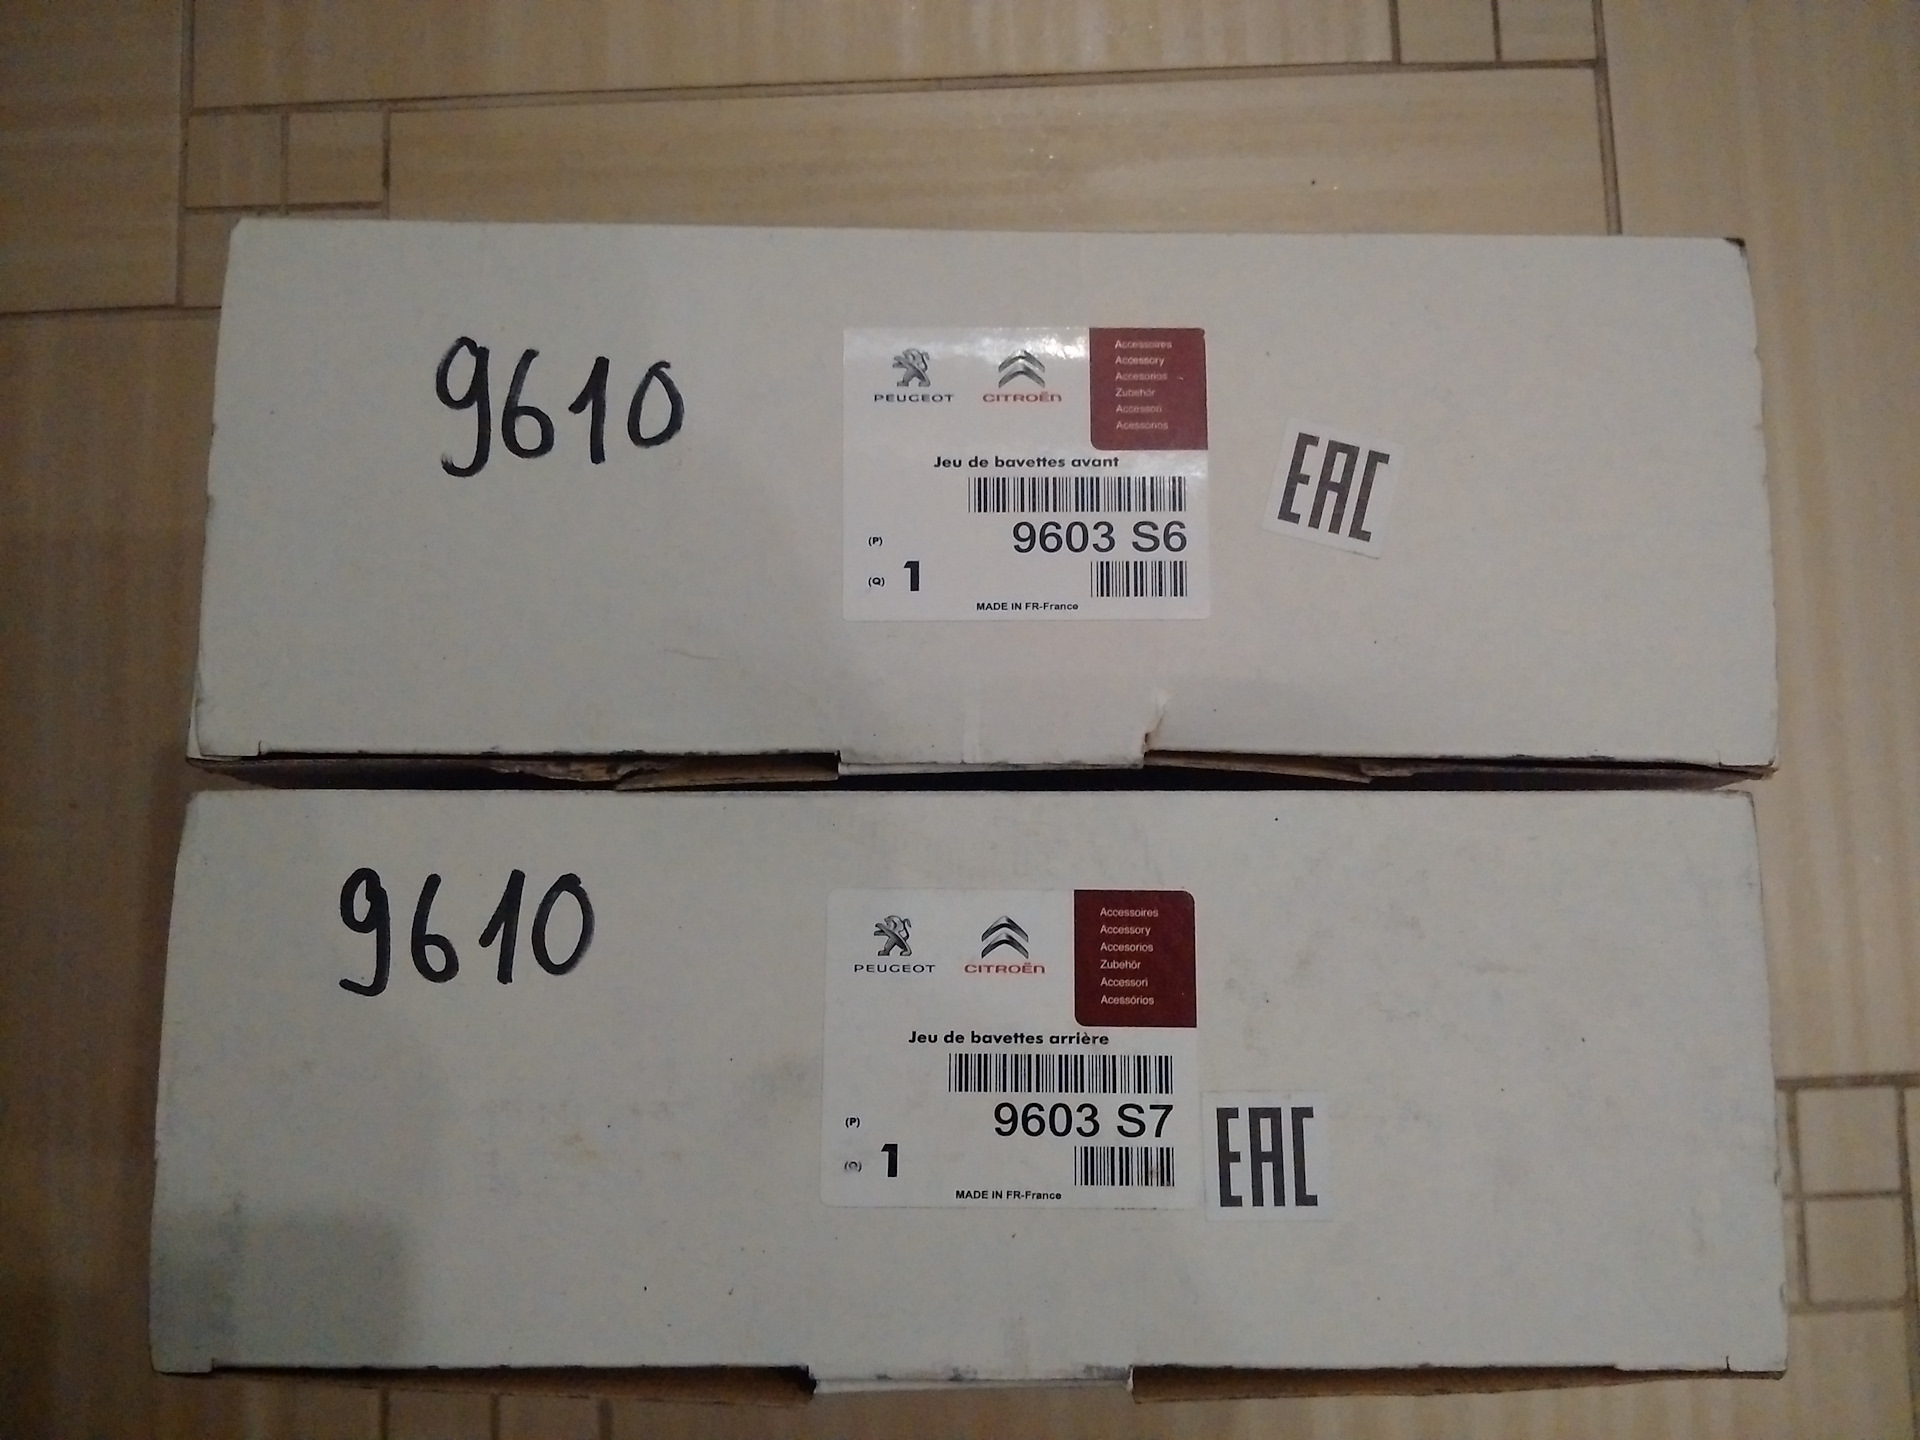 9610
PEUGEOT
CITROËN
Accessoires
Accessory
Accesorios
Zubehör
Accessori
Acessórios
Jeu de bavettes avant
(P) 9603 S6
(Q) 1
MADE IN FR-France
EAC
9610
PEUGEOT
CITROËN
Accessoires
Accessory
Accesorios
Zubehör
Accessori
Acessórios
Jeu de bavettes arrière
(P) 9603 S7
(Q) 1
MADE IN FR-France
EAC